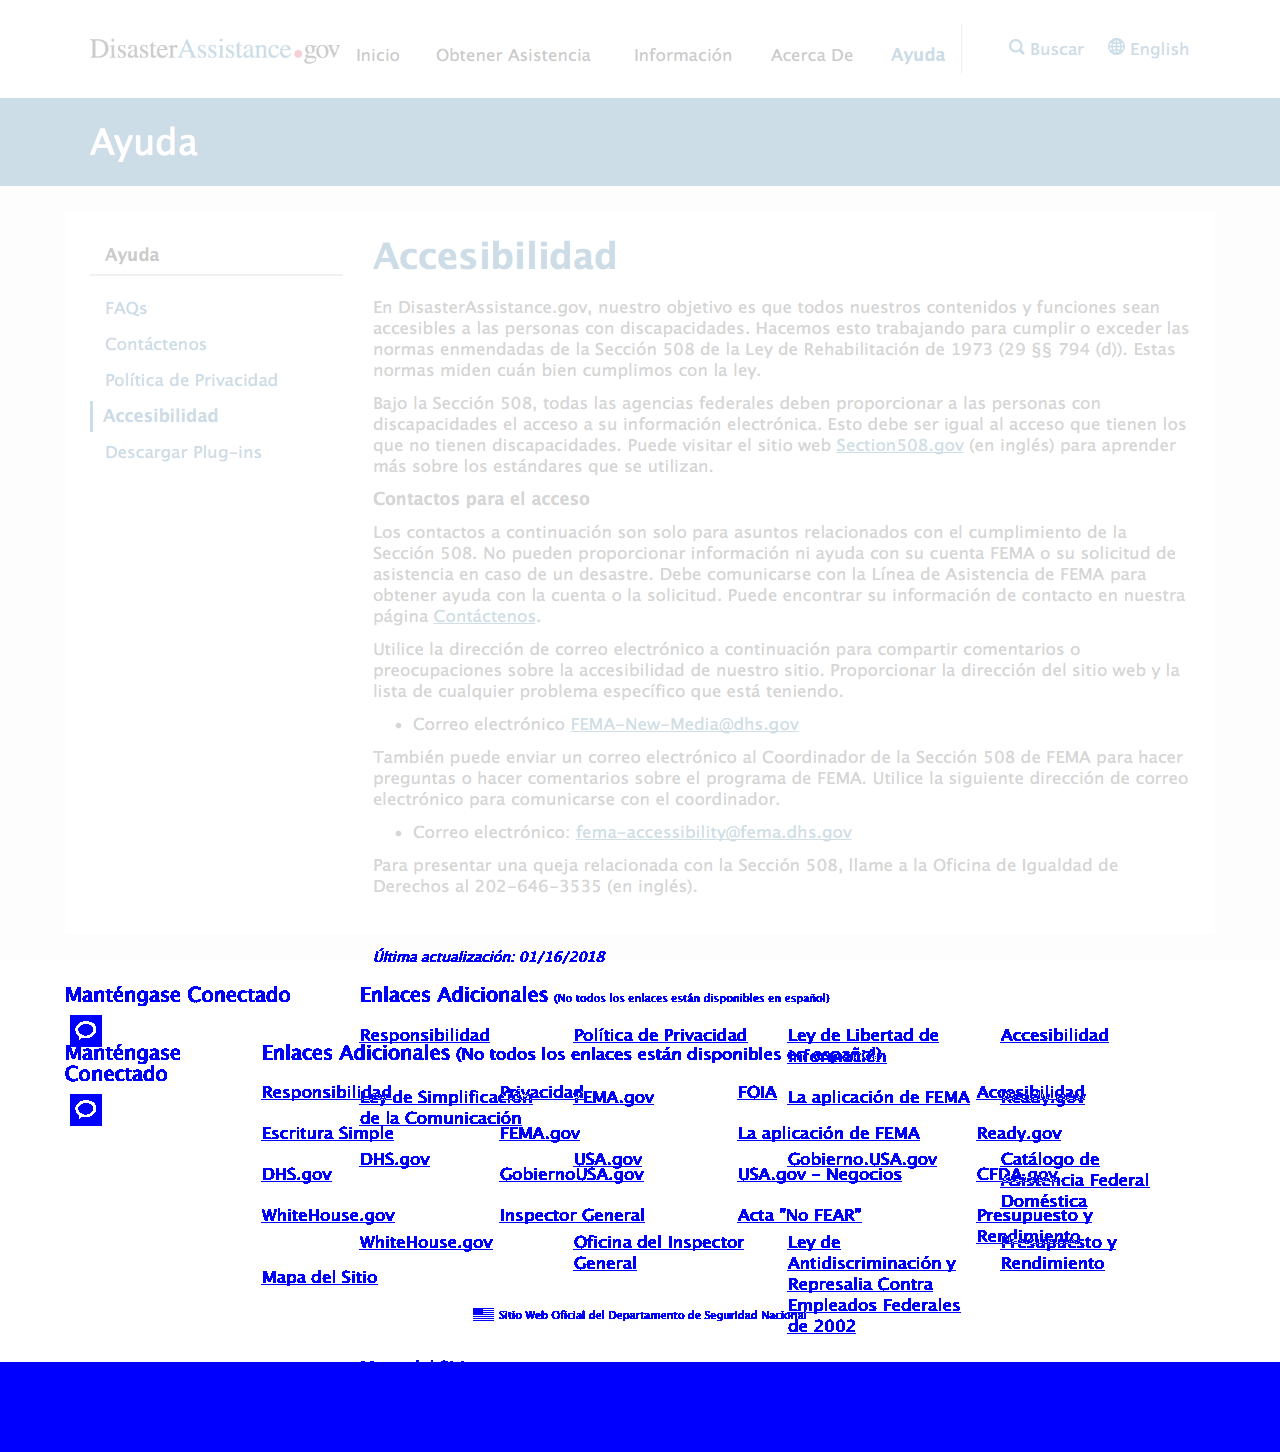 DisasterAssistance.gov
Inicio Obtener Asistencia Información Acerca De Ayuda Buscar English
Ayuda
Ayuda
FAQs
Contáctenos
Política de Privacidad
Accesibilidad
Descargar Plug-ins
Accesibilidad
En DisasterAssistance.gov, nuestro objetivo es que todos nuestros contenidos y funciones sean
accesibles a las personas con discapacidades. Hacemos esto trabajando para cumplir o exceder las
normas enmendadas de la Sección 508 de la Ley de Rehabilitación de 1973 (29 §§ 794 (d)). Estas
normas miden cuán bien cumplimos con la ley.
Bajo la Sección 508, todas las agencias federales deben proporcionar a las personas con
discapacidades el acceso a su información electrónica. Esto debe ser igual al acceso que tienen los
que no tienen discapacidades. Puede visitar el sitio web Section508.gov (en inglés) para aprender
más sobre los estándares que se utilizan.
Contactos para el acceso
Los contactos a continuación son solo para asuntos relacionados con el cumplimiento de la
Sección 508. No pueden proporcionar información ni ayuda con su cuenta FEMA o su solicitud de
asistencia en caso de un desastre. Debe comunicarse con la Línea de Asistencia de FEMA para
obtener ayuda con la cuenta o la solicitud. Puede encontrar su información de contacto en nuestra
página Contáctenos.
Utilice la dirección de correo electrónico a continuación para compartir comentarios o
preocupaciones sobre la accesibilidad de nuestro sitio. Proporcionar la dirección del sitio web y la
lista de cualquier problema específico que está teniendo.
• Correo electrónico FEMA-New-Media@dhs.gov
También puede enviar un correo electrónico al Coordinador de la Sección 508 de FEMA para hacer
preguntas o hacer comentarios sobre el programa de FEMA. Utilice la siguiente dirección de correo
electrónico para comunicarse con el coordinador.
• Correo electrónico: fema-accessibility@fema.dhs.gov
Para presentar una queja relacionada con la Sección 508, llame a la Oficina de Igualdad de
Derechos al 202-646-3535 (en inglés).
Última actualización: 01/16/2018
Manténgase Conectado
Enlaces Adicionales (No todos los enlaces están disponibles en español)
Responsibilidad Política de Privacidad Ley de Libertad de Accesibilidad
Información
Manténgase
Conectado
Enlaces Adicionales (No todos los enlaces están disponibles en español)
Responsibilidad Privacidad FOIA Accesibilidad
Ley de Simplificación FEMA.gov La aplicación de FEMA Ready.gov
de la Comunicación
Escritura Simple FEMA.gov La aplicación de FEMA Ready.gov
DHS.gov USA.gov Gobierno.USA.gov Catálogo de
Asistencia Federal
Doméstica
DHS.gov GobiernoUSA.gov USA.gov - Negocios CFDA.gov
WhiteHouse.gov Inspector General Acta "No FEAR" Presupuesto y
Rendimiento
WhiteHouse.gov Oficina del Inspector Ley de Presupuesto y
General Antidiscriminación y Rendimiento
Represalia Contra
Empleados Federales
de 2002
Mapa del Sitio
Sitio Web Oficial del Departamento de Seguridad Nacional